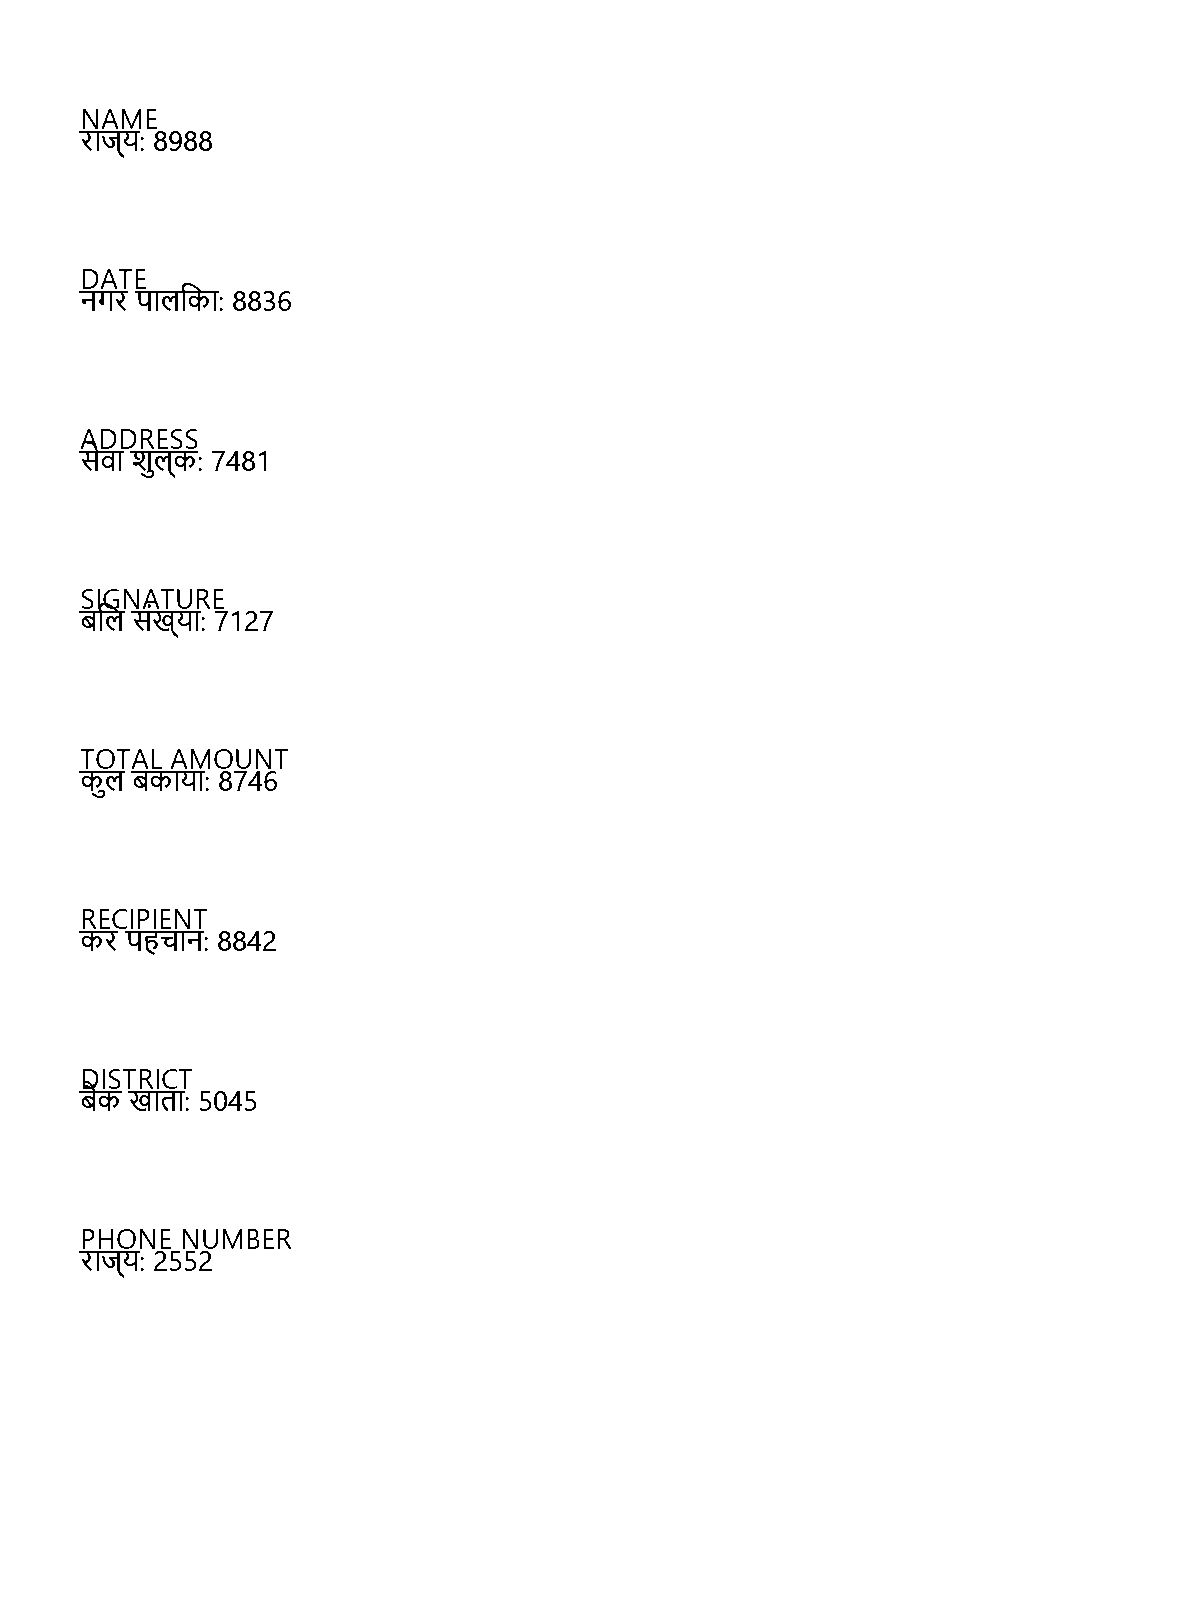 NAME
राज्य: 8988
DATE
नगर पालिका: 8836
ADDRESS
सेवा शुल्क: 7481
SIGNATURE
बिल संख्या: 7127
TOTAL AMOUNT
कुल बकाया: 8746
RECIPIENT
कर पहचान: 8842
DISTRICT
बैंक खाता: 5045
PHONE NUMBER
राज्य: 2552